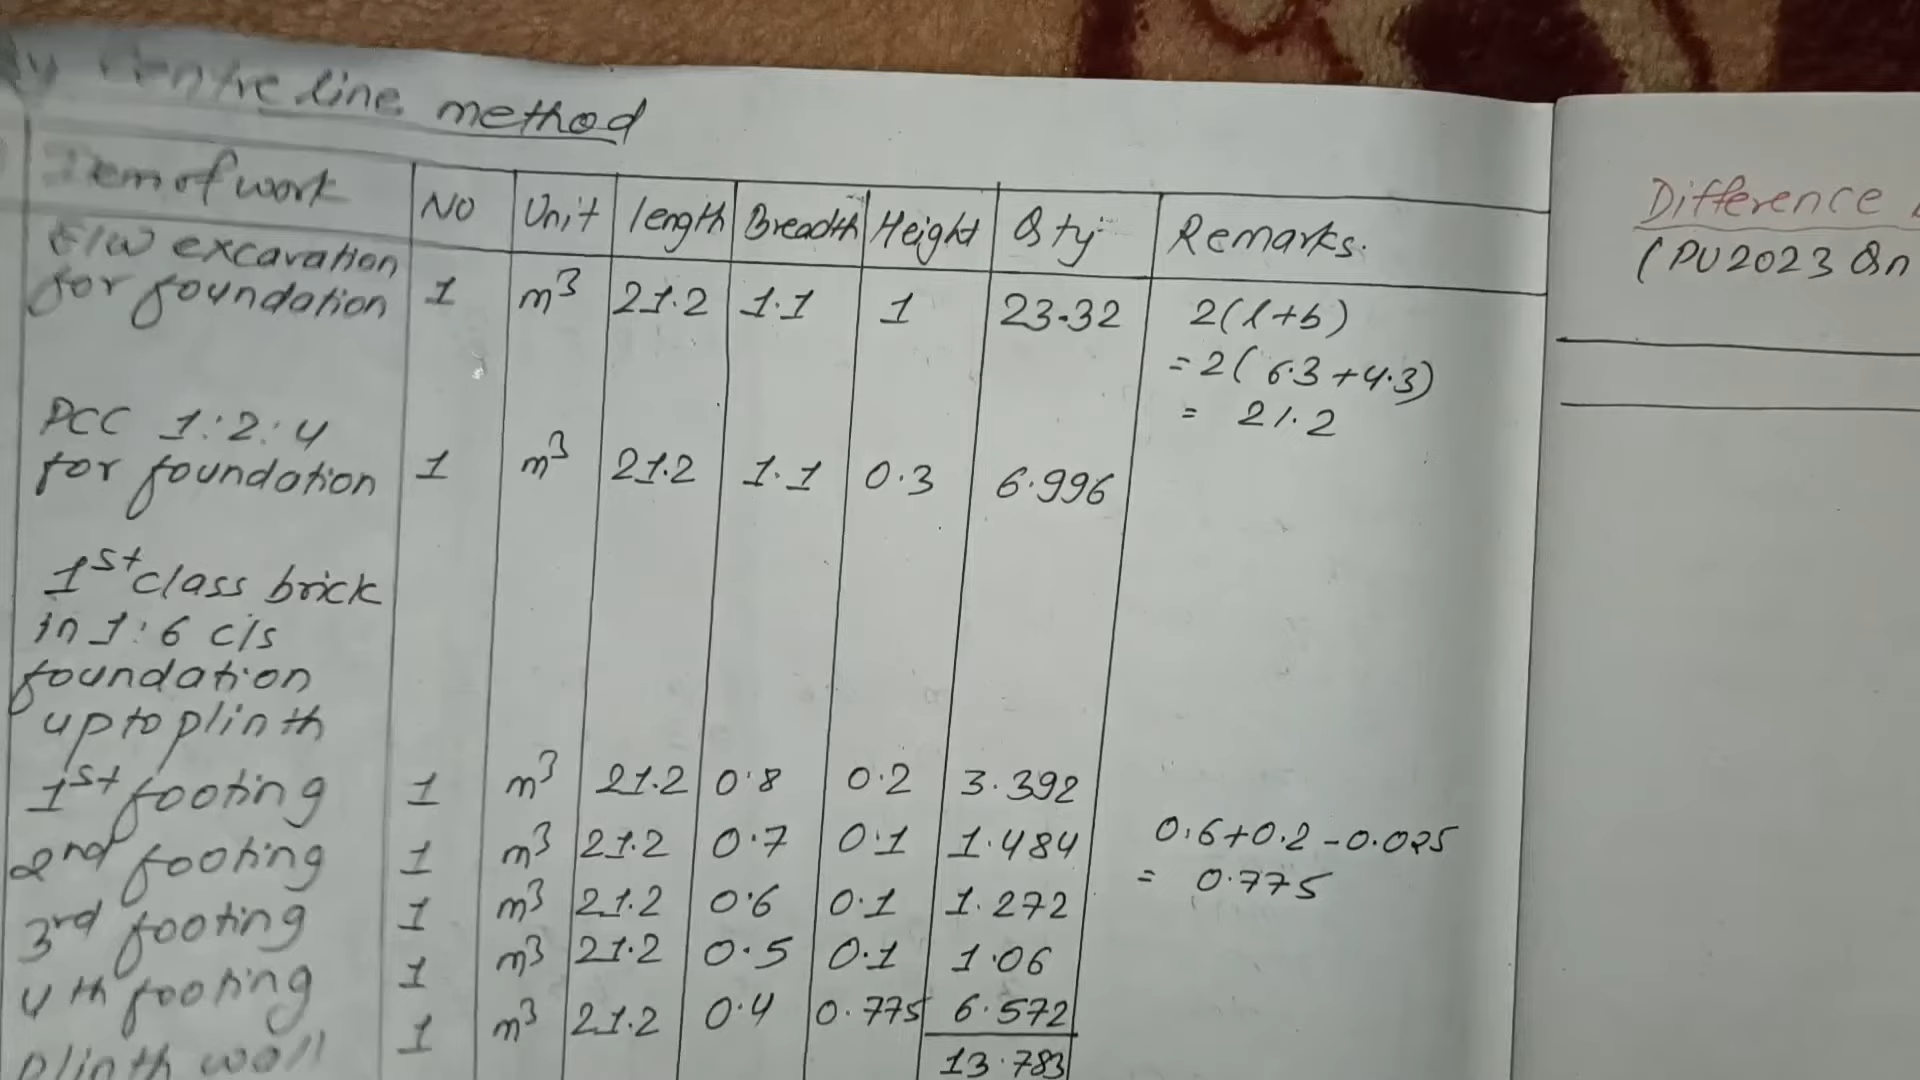 By Centre line method
Item of work No Unit length Breadth Height Qty Remarks.
E/W excavation
for foundation 1 m³ 21.2 1.1 1 23.32 2(l+b)
= 2(6.3+4.3)
= 21.2
PCC 1:2:4
for foundation 1 m³ 21.2 1.1 0.3 6.996
1st class brick
in 1:6 c/s
foundation
upto plinth
1st footing 1 m³ 21.2 0.8 0.2 3.392
2nd footing 1 m³ 21.2 0.7 0.1 1.484 0.6+0.2-0.025
= 0.775
3rd footing 1 m³ 21.2 0.6 0.1 1.272
4th footing 1 m³ 21.2 0.5 0.1 1.06
plinth wall 1 m³ 21.2 0.4 0.775 6.572
13.783
Difference
(PU2023 Qn